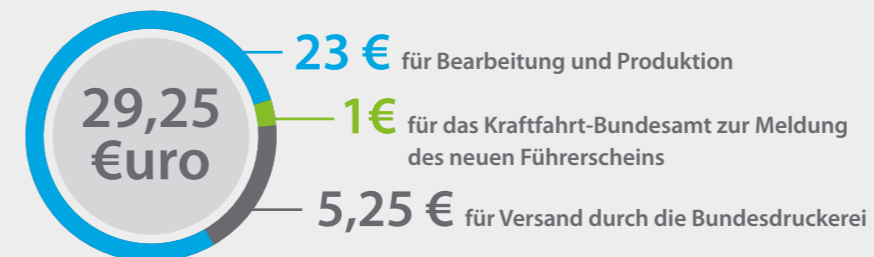 29,25
€uro
23 € für Bearbeitung und Produktion
1€ für das Kraftfahrt-Bundesamt zur Meldung
des neuen Führerscheins
5,25 € für Versand durch die Bundesdruckerei